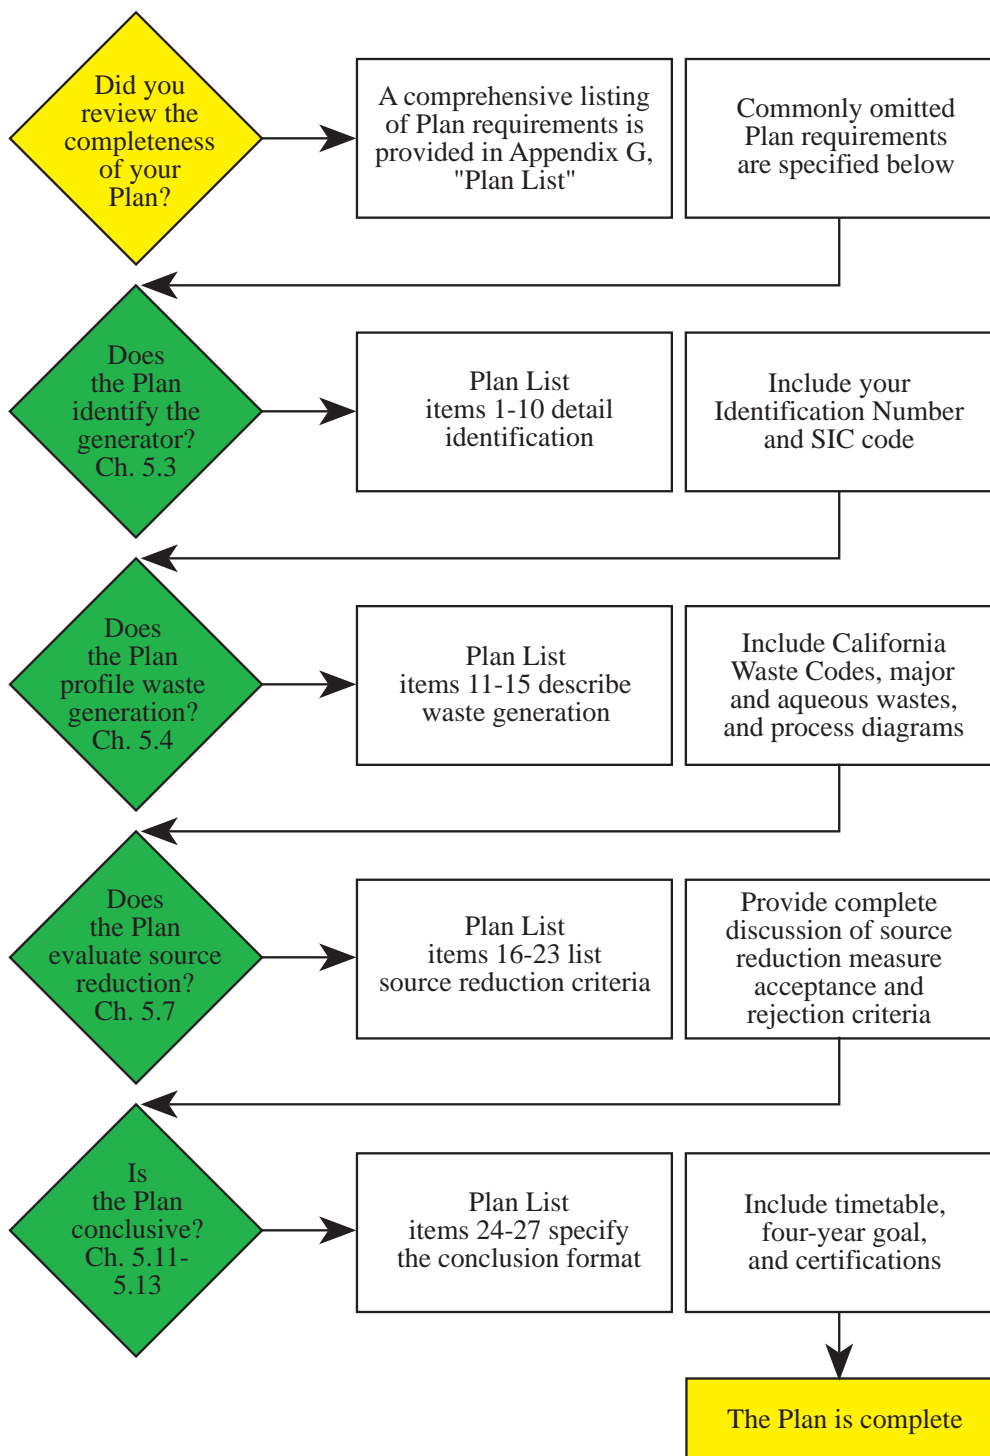 Did you
review the
completeness
of your
Plan?
A comprehensive listing
of Plan requirements is
provided in Appendix G,
"Plan List"
Commonly omitted
Plan requirements
are specified below
Does
the Plan
identify the
generator?
Ch. 5.3
Plan List
items 1-10 detail
identification
Include your
Identification Number
and SIC code
Does
the Plan
profile waste
generation?
Ch. 5.4
Plan List
items 11-15 describe
waste generation
Include California
Waste Codes, major
and aqueous wastes,
and process diagrams
Does
the Plan
evaluate source
reduction?
Ch. 5.7
Plan List
items 16-23 list
source reduction criteria
Provide complete
discussion of source
reduction measure
acceptance and
rejection criteria
Is
the Plan
conclusive?
Ch. 5.11-
5.13
Plan List
items 24-27 specify
the conclusion format
Include timetable,
four-year goal,
and certifications
The Plan is complete